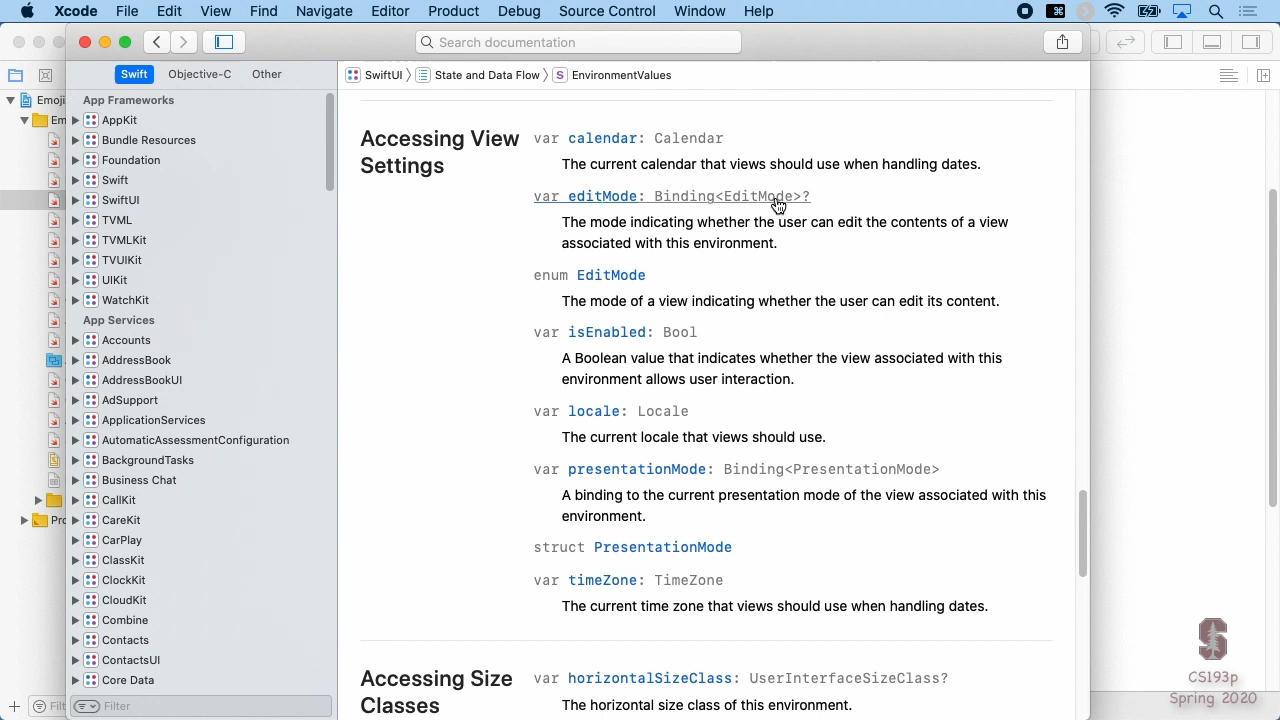 Xcode File Edit View Find Navigate Editor Product Debug Source Control Window Help
Search documentation
Swift Objective-C Other
SwiftUI State and Data Flow S EnvironmentValues
App Frameworks
AppKit
Bundle Resources
Foundation
Swift
SwiftUI
TVML
TVMLKit
TVUIKit
UIKit
WatchKit
App Services
Accounts
AddressBook
AddressBookUI
AdSupport
ApplicationServices
AutomaticAssessmentConfiguration
BackgroundTasks
Business Chat
CallKit
CareKit
CarPlay
ClassKit
ClockKit
CloudKit
Combine
Contacts
ContactsUI
Core Data
Filter
Emoji
Em
Pro
Filt
Accessing View
Settings
var calendar: Calendar
The current calendar that views should use when handling dates.
var editMode: Binding<EditMode>?
The mode indicating whether the user can edit the contents of a view
associated with this environment.
enum EditMode
The mode of a view indicating whether the user can edit its content.
var isEnabled: Bool
A Boolean value that indicates whether the view associated with this
environment allows user interaction.
var locale: Locale
The current locale that views should use.
var presentationMode: Binding<PresentationMode>
A binding to the current presentation mode of the view associated with this
environment.
struct PresentationMode
var timeZone: TimeZone
The current time zone that views should use when handling dates.
Accessing Size
Classes
var horizontalSizeClass: UserInterfaceSizeClass?
The horizontal size class of this environment.
CS193p
Spring 2020